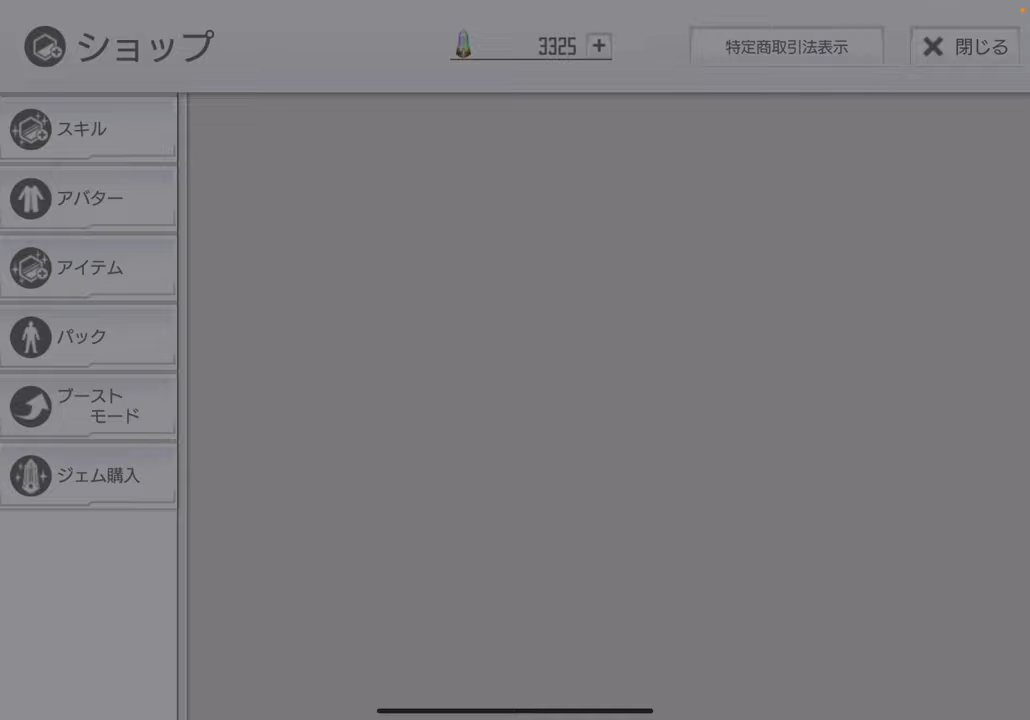 ショップ
3325
特定商取引法表示
閉じる
スキル
アバター
アイテム
パック
ブースト
モード
ジェム購入